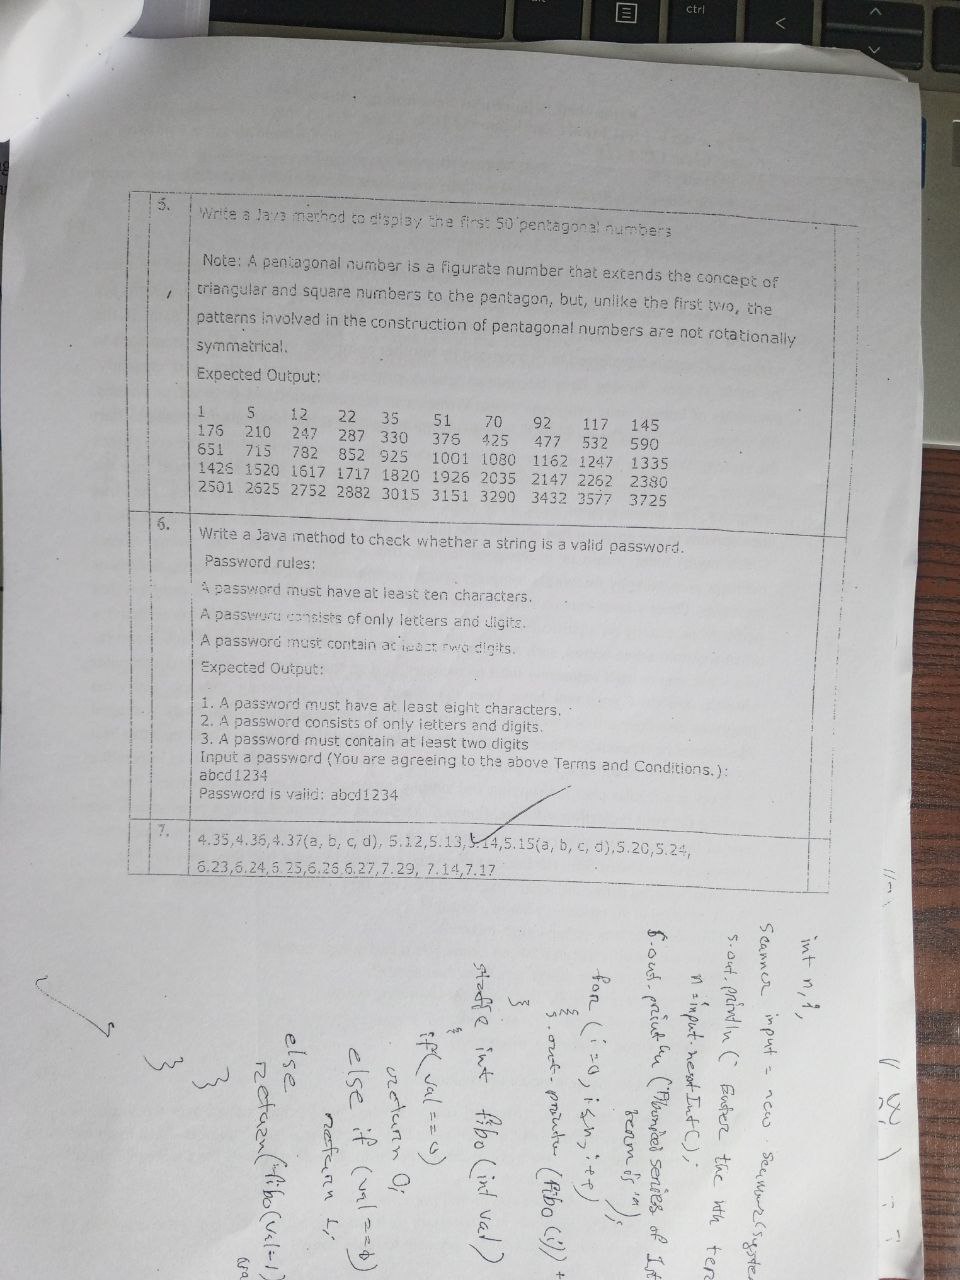 ctrl
5.
Write a Java method to display the first 50 pentagonal numbers
Note: A pentagonal number is a figurate number that extends the concept of
triangular and square numbers to the pentagon, but, unlike the first two, the
patterns involved in the construction of pentagonal numbers are not rotationally
symmetrical.
Expected Output:
1 5 12 22 35 51 70 92 117 145
176 210 247 287 330 376 425 477 532 590
651 715 782 852 925 1001 1080 1162 1247 1335
1426 1520 1617 1717 1820 1926 2035 2147 2262 2380
2501 2625 2752 2882 3015 3151 3290 3432 3577 3725
6.
Write a Java method to check whether a string is a valid password.
Password rules:
A password must have at least ten characters.
A password consists of only letters and digits.
A password must contain at least two digits.
Expected Output:
1. A password must have at least eight characters.
2. A password consists of only letters and digits.
3. A password must contain at least two digits
Input a password (You are agreeing to the above Terms and Conditions.):
abcd1234
Password is valid: abcd1234
7.
4.35,4.36,4.37(a, b, c, d), 5.12,5.13,5.14,5.15(a, b, c, d),5.20,5.24,
6.23,6.24,6.25,6.26,6.27,7.29, 7.14,7.17
int n,i,
Scanner input = new Scanner(System
s.out.println ( Enter the nth ter
n = input.nextInt();
S.out.println ("Fibonacci series of Int
term is");
for (i=0, i≤n; i++)
{
s.out.println (fibo(i)) +
}
static int fibo (int val)
{
if (val == 0)
return 0;
else if (val ==
return 1;
else
return(fibo(val-1)
}
}